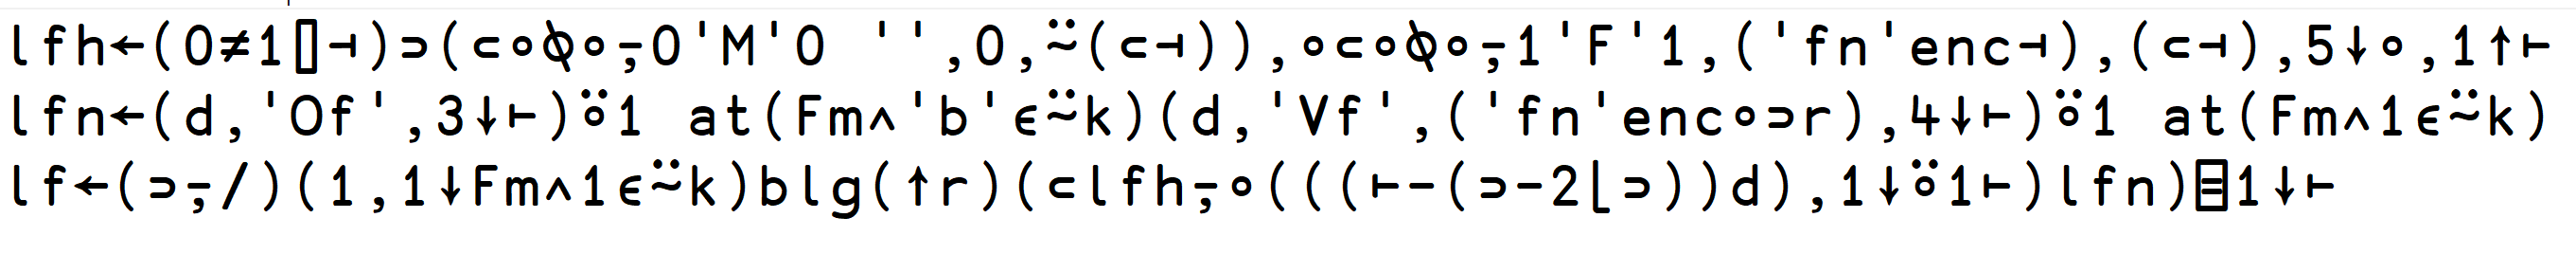 lfh←(0≠1⌷⊣)⊃(⊂∘⍉∘⍪0'M'0 '',0,⍨(⊂⊣)),∘⊂∘⍉∘⍪1'F'1,('fn'enc⊣),(⊂⊣),5↓∘,1↑⊢
lfn←(d,'Of',3↓⊢)⍤1 at(Fm∧'b'∊⍨k)(d,'Vf',('fn'enc∘⊃r),4↓⊢)⍤1 at(Fm∧1∊⍨k)
lf←(⊃⍪/)(1,1↓Fm∧1∊⍨k)blg(↑r)(⊂lfh⍪∘(((⊢-(⊃-2⌊⊃))d),1↓⍤1⊢)lfn)⌸1↓⊢